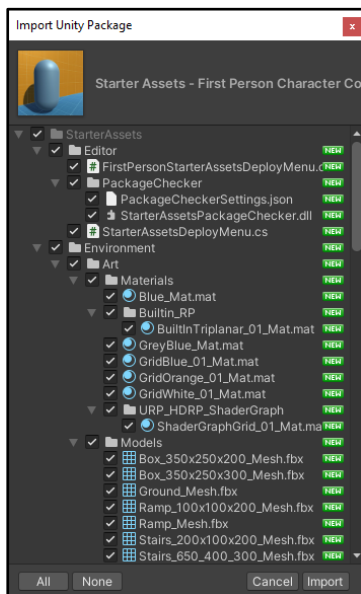 Import Unity Package
x
Starter Assets - First Person Character Co
StarterAssets
Editor NEW
# FirstPersonStarterAssetsDeployMenu.c NEW
PackageChecker NEW
PackageCheckerSettings.json NEW
StarterAssetsPackageChecker.dll NEW
# StarterAssetsDeployMenu.cs NEW
Environment NEW
Art NEW
Materials NEW
Blue_Mat.mat NEW
Builtin_RP NEW
BuiltInTriplanar_01_Mat.mat NEW
GreyBlue_Mat.mat NEW
GridBlue_01_Mat.mat NEW
GridOrange_01_Mat.mat NEW
GridWhite_01_Mat.mat NEW
URP_HDRP_ShaderGraph NEW
ShaderGraphGrid_01_Mat.ma NEW
Models NEW
Box_350x250x200_Mesh.fbx NEW
Box_350x250x300_Mesh.fbx NEW
Ground_Mesh.fbx NEW
Ramp_100x100x200_Mesh.fbx NEW
Ramp_Mesh.fbx NEW
Stairs_200x100x200_Mesh.fbx NEW
Stairs_650_400_300_Mesh.fbx NEW
All None Cancel Import